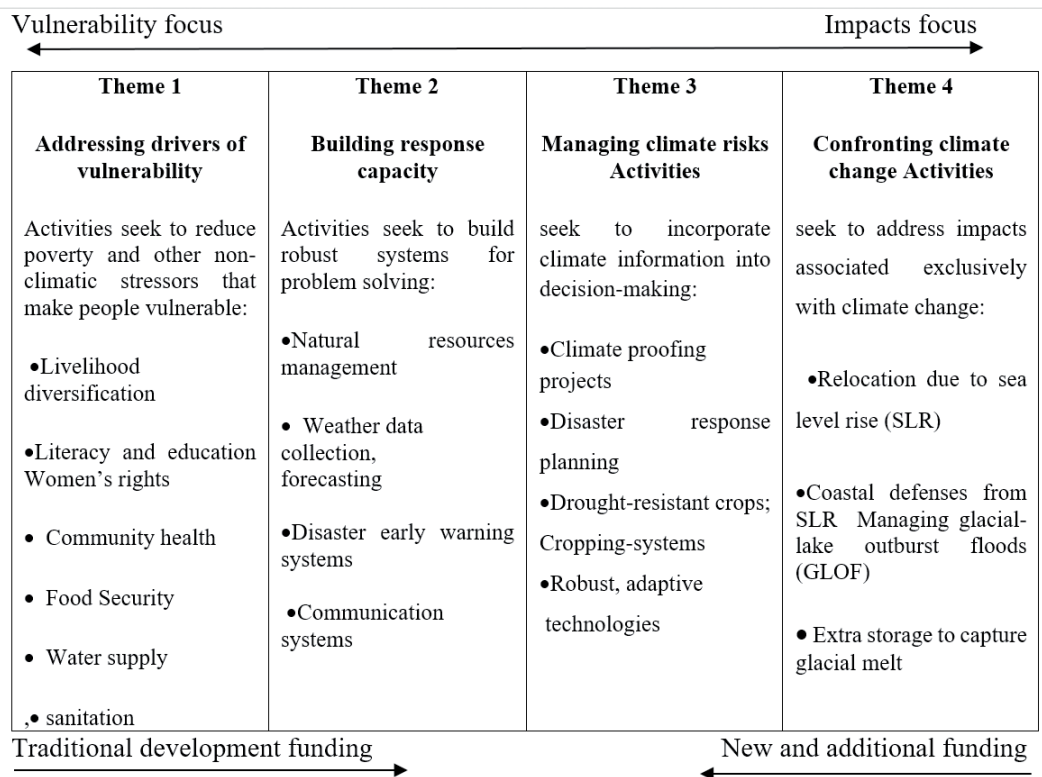 Vulnerability focus
Impacts focus
Theme 1
Addressing drivers of
vulnerability
Activities seek to reduce
poverty and other non-
climatic stressors that
make people vulnerable:
•Livelihood
diversification
•Literacy and education
Women’s rights
• Community health
• Food Security
• Water supply
,• sanitation
Theme 2
Building response
capacity
Activities seek to build
robust systems for
problem solving:
•Natural resources
management
• Weather data
collection,
forecasting
•Disaster early warning
systems
•Communication
systems
Theme 3
Managing climate risks
Activities
seek to incorporate
climate information into
decision-making:
•Climate proofing
projects
•Disaster response
planning
•Drought-resistant crops;
Cropping-systems
•Robust, adaptive
technologies
Theme 4
Confronting climate
change Activities
seek to address impacts
associated exclusively
with climate change:
•Relocation due to sea
level rise (SLR)
•Coastal defenses from
SLR Managing glacial-
lake outburst floods
(GLOF)
• Extra storage to capture
glacial melt
Traditional development funding
New and additional funding